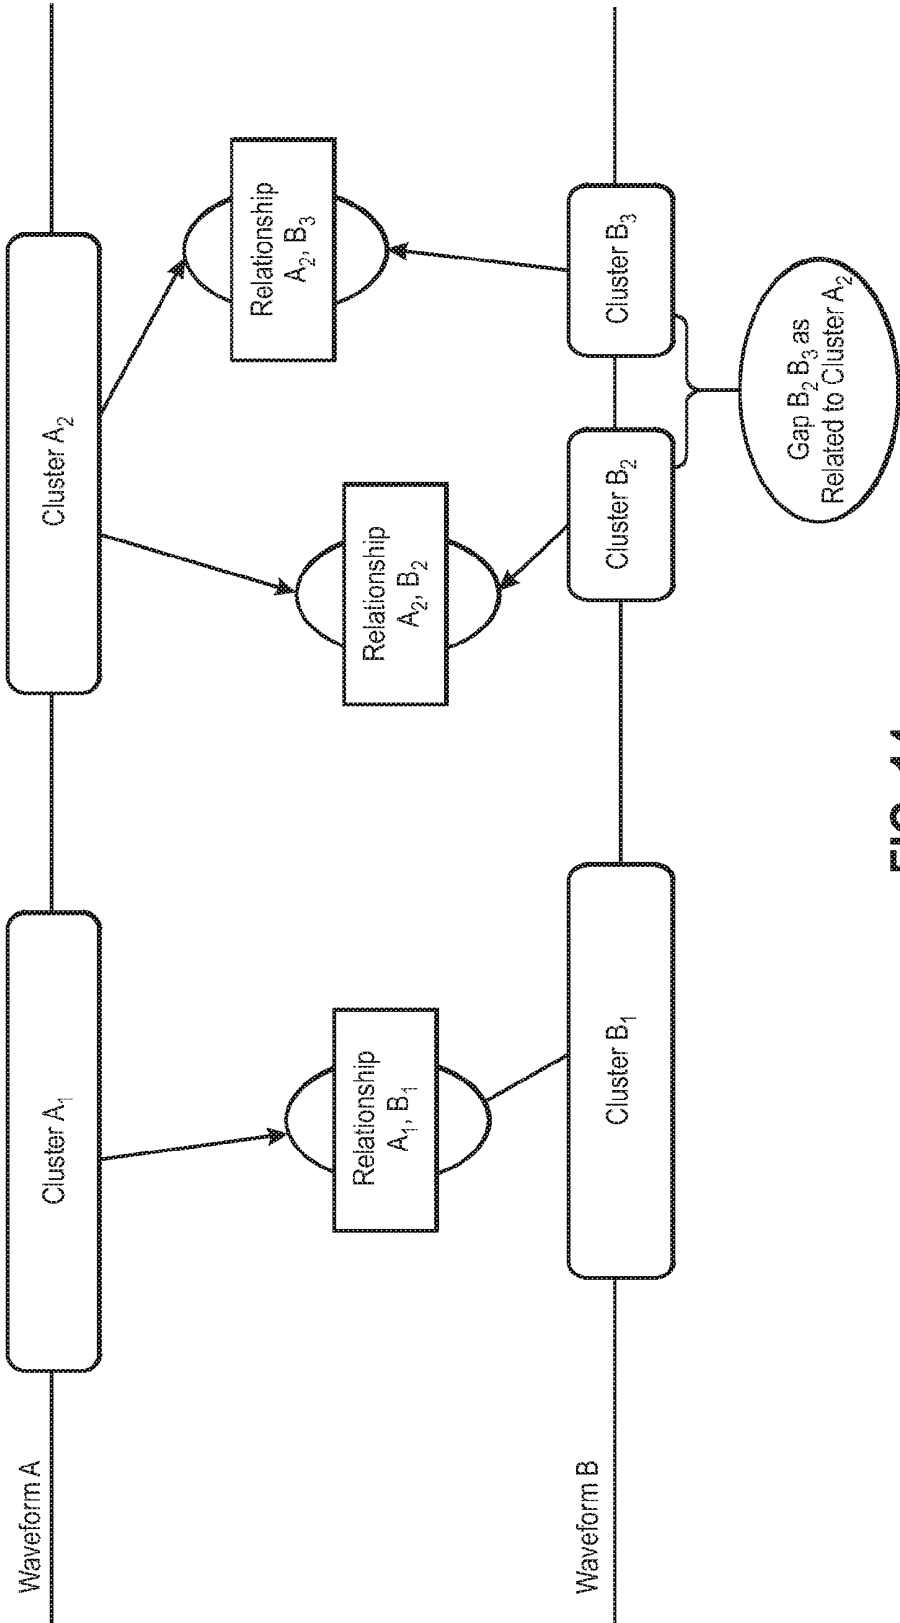 Waveform A
Cluster A₁
Cluster A₂
Relationship
A₁, B₁
Relationship
A₂, B₂
Relationship
A₂, B₃
Waveform B
Cluster B₁
Cluster B₂
Cluster B₃
Gap B₂ B₃ as
Related to Cluster A₂
FIG.